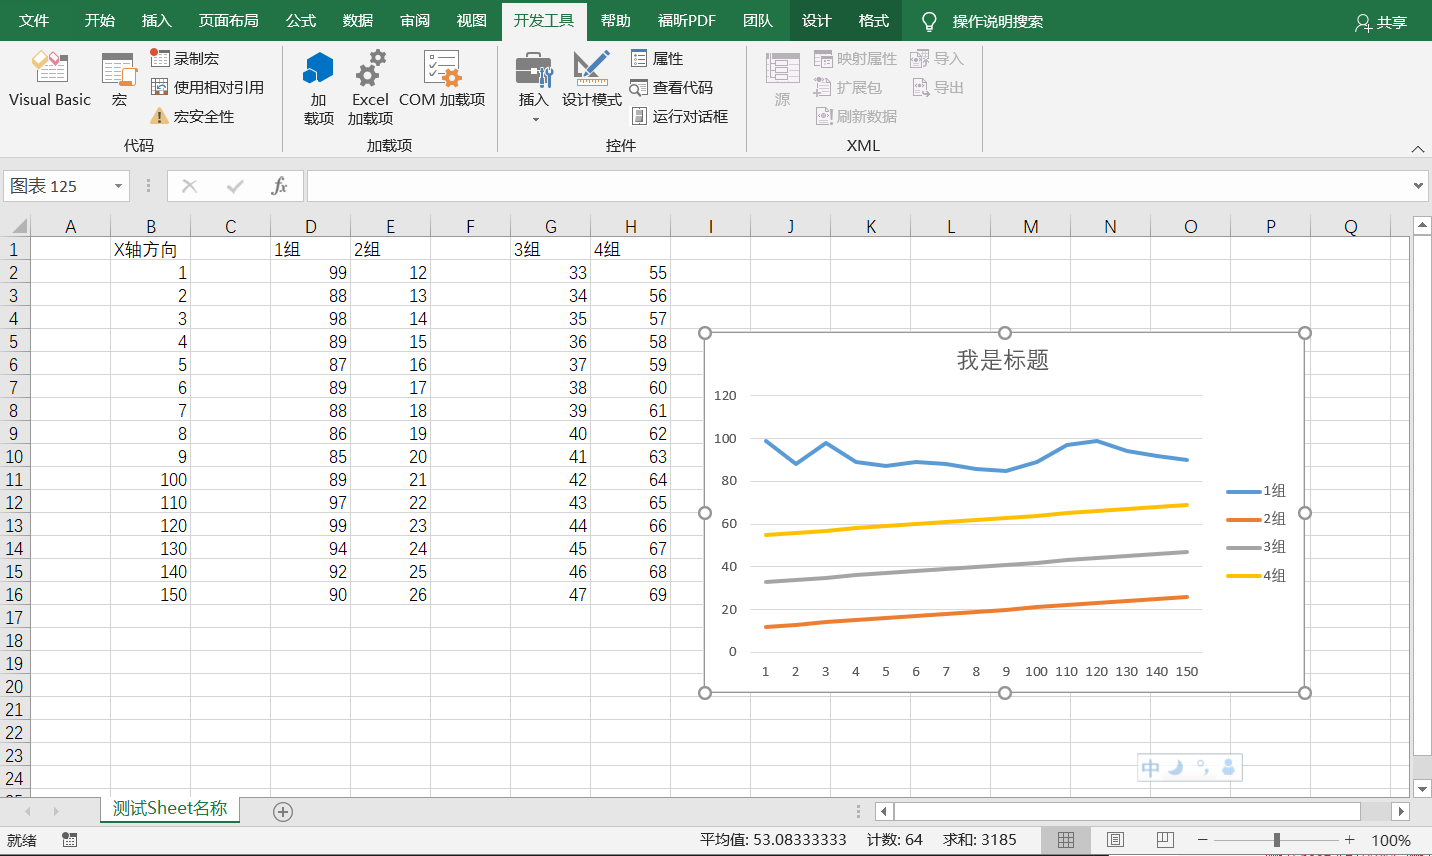 文件 开始 插入 页面布局 公式 数据 审阅 视图 开发工具 帮助 福昕PDF 团队 设计 格式 操作说明搜索 共享
Visual Basic 宏 录制宏 使用相对引用 宏安全性
代码
加载项 Excel 加载项 COM 加载项
加载项
插入 设计模式 属性 查看代码 运行对话框
控件
源 映射属性 扩展包 刷新数据 导入 导出
XML
图表 125 fx
A B C D E F G H I J K L M N O P Q
1 X轴方向 1组 2组 3组 4组
2 1 99 12 33 55
3 2 88 13 34 56
4 3 98 14 35 57
5 4 89 15 36 58
6 5 87 16 37 59
7 6 89 17 38 60
8 7 88 18 39 61
9 8 86 19 40 62
10 9 85 20 41 63
11 100 89 21 42 64
12 110 97 22 43 65
13 120 99 23 44 66
14 130 94 24 45 67
15 140 92 25 46 68
16 150 90 26 47 69
17
18
19
20
21
22
23
24
我是标题
120
100
80
60
40
20
0
1 2 3 4 5 6 7 8 9 100 110 120 130 140 150
1组
2组
3组
4组
中
测试Sheet名称
就绪 平均值: 53.08333333 计数: 64 求和: 3185 100%